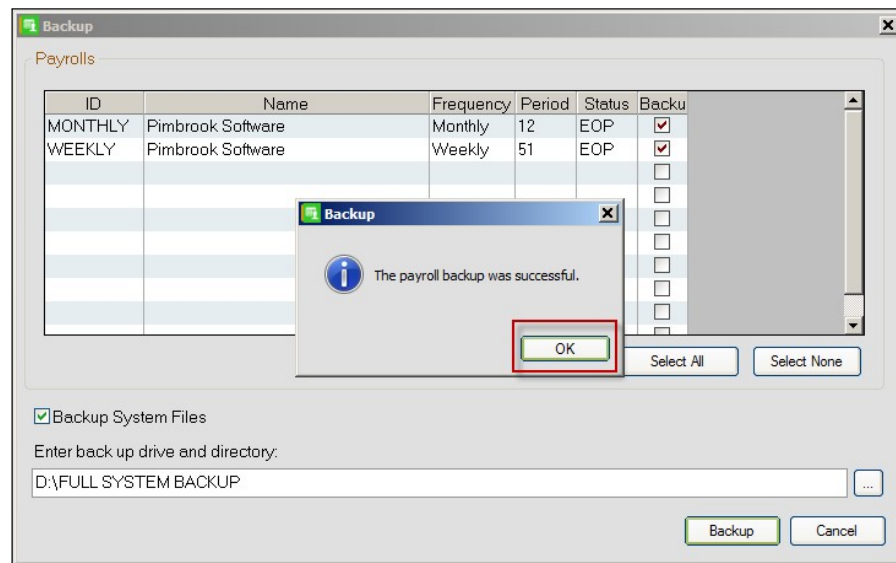 Backup
Payrolls
ID Name Frequency Period Status Backu
MONTHLY Pimbrook Software Monthly 12 EOP
WEEKLY Pimbrook Software Weekly 51 EOP
Backup
The payroll backup was successful.
OK
Select All Select None
Backup System Files
Enter back up drive and directory:
D:\FULL SYSTEM BACKUP ...
Backup Cancel